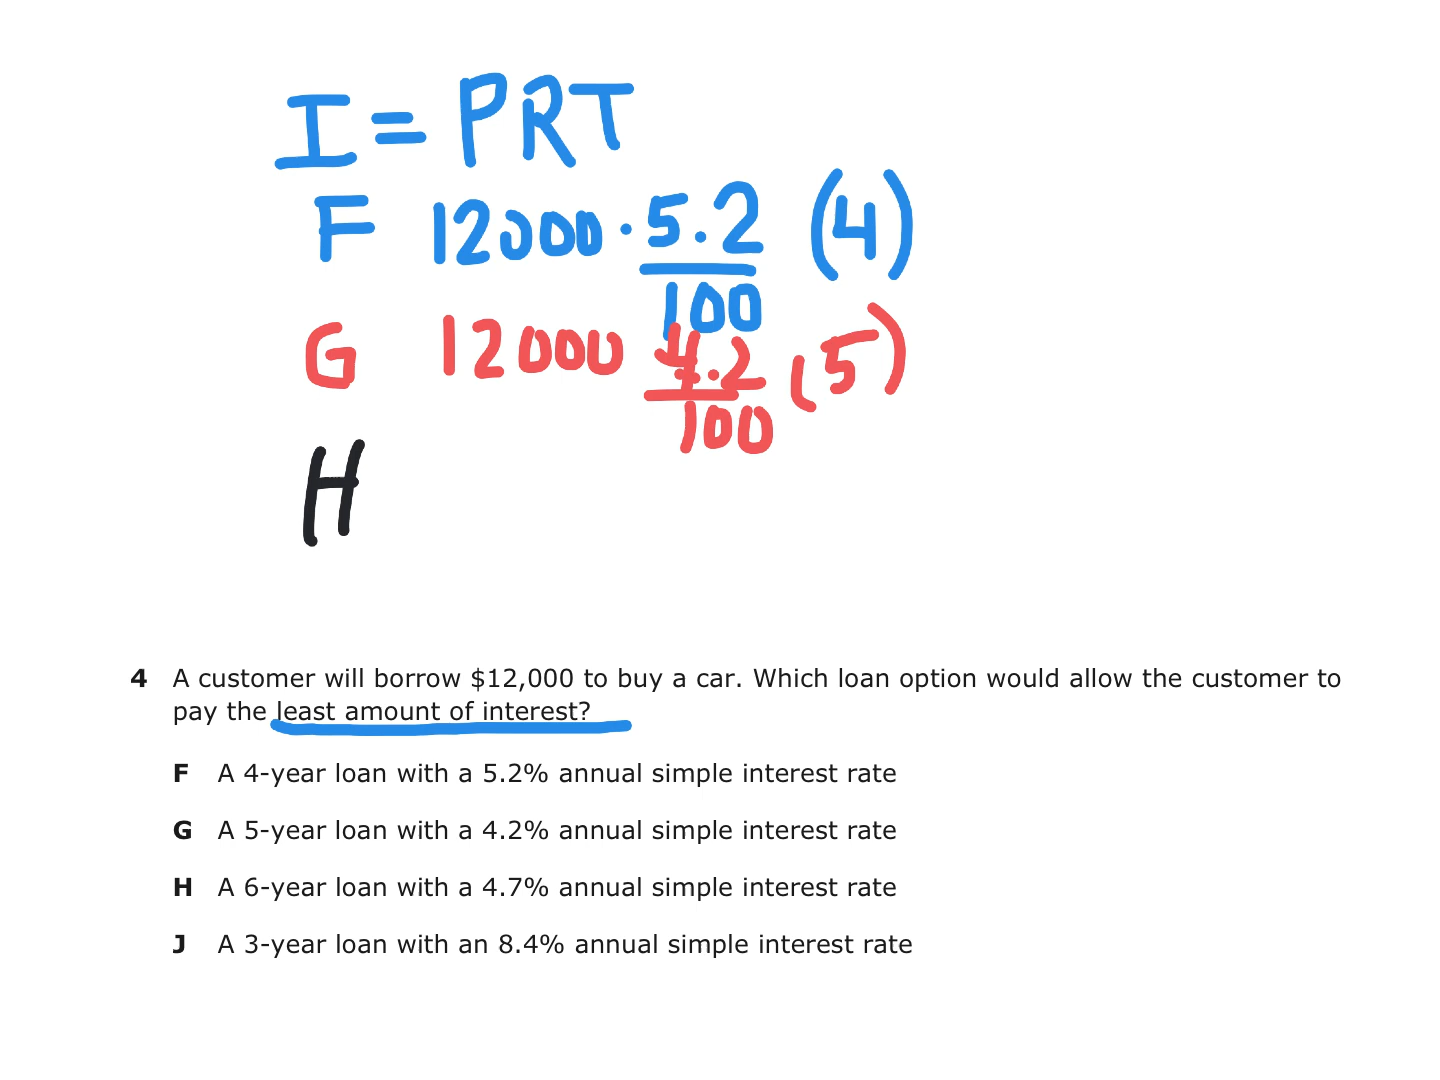 I = PRT
F 12000 · 5.2 (4)
100
G 12000 4.2 (5)
100
H
4 A customer will borrow $12,000 to buy a car. Which loan option would allow the customer to
pay the least amount of interest?
F A 4-year loan with a 5.2% annual simple interest rate
G A 5-year loan with a 4.2% annual simple interest rate
H A 6-year loan with a 4.7% annual simple interest rate
J A 3-year loan with an 8.4% annual simple interest rate